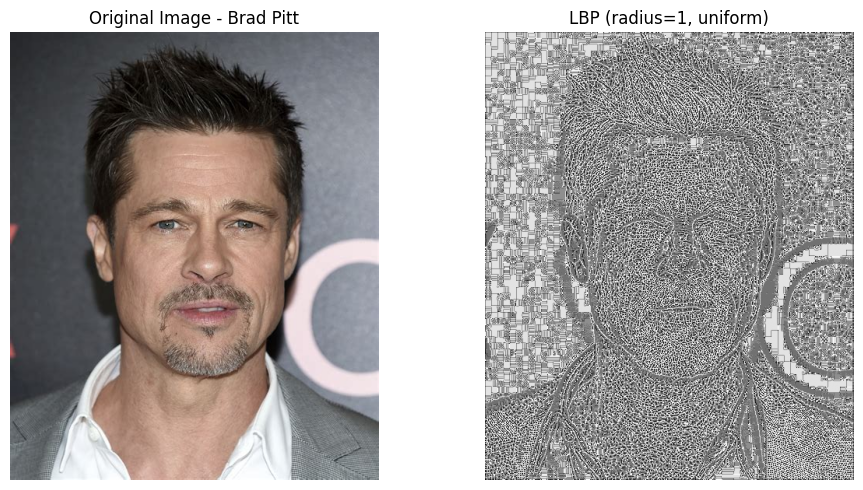 Original Image - Brad Pitt
LBP (radius=1, uniform)